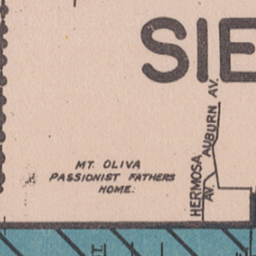 SIE
AUBURN AV.
HERMOSA
AV.
MT. OLIVA
PASSIONIST FATHERS
HOME.